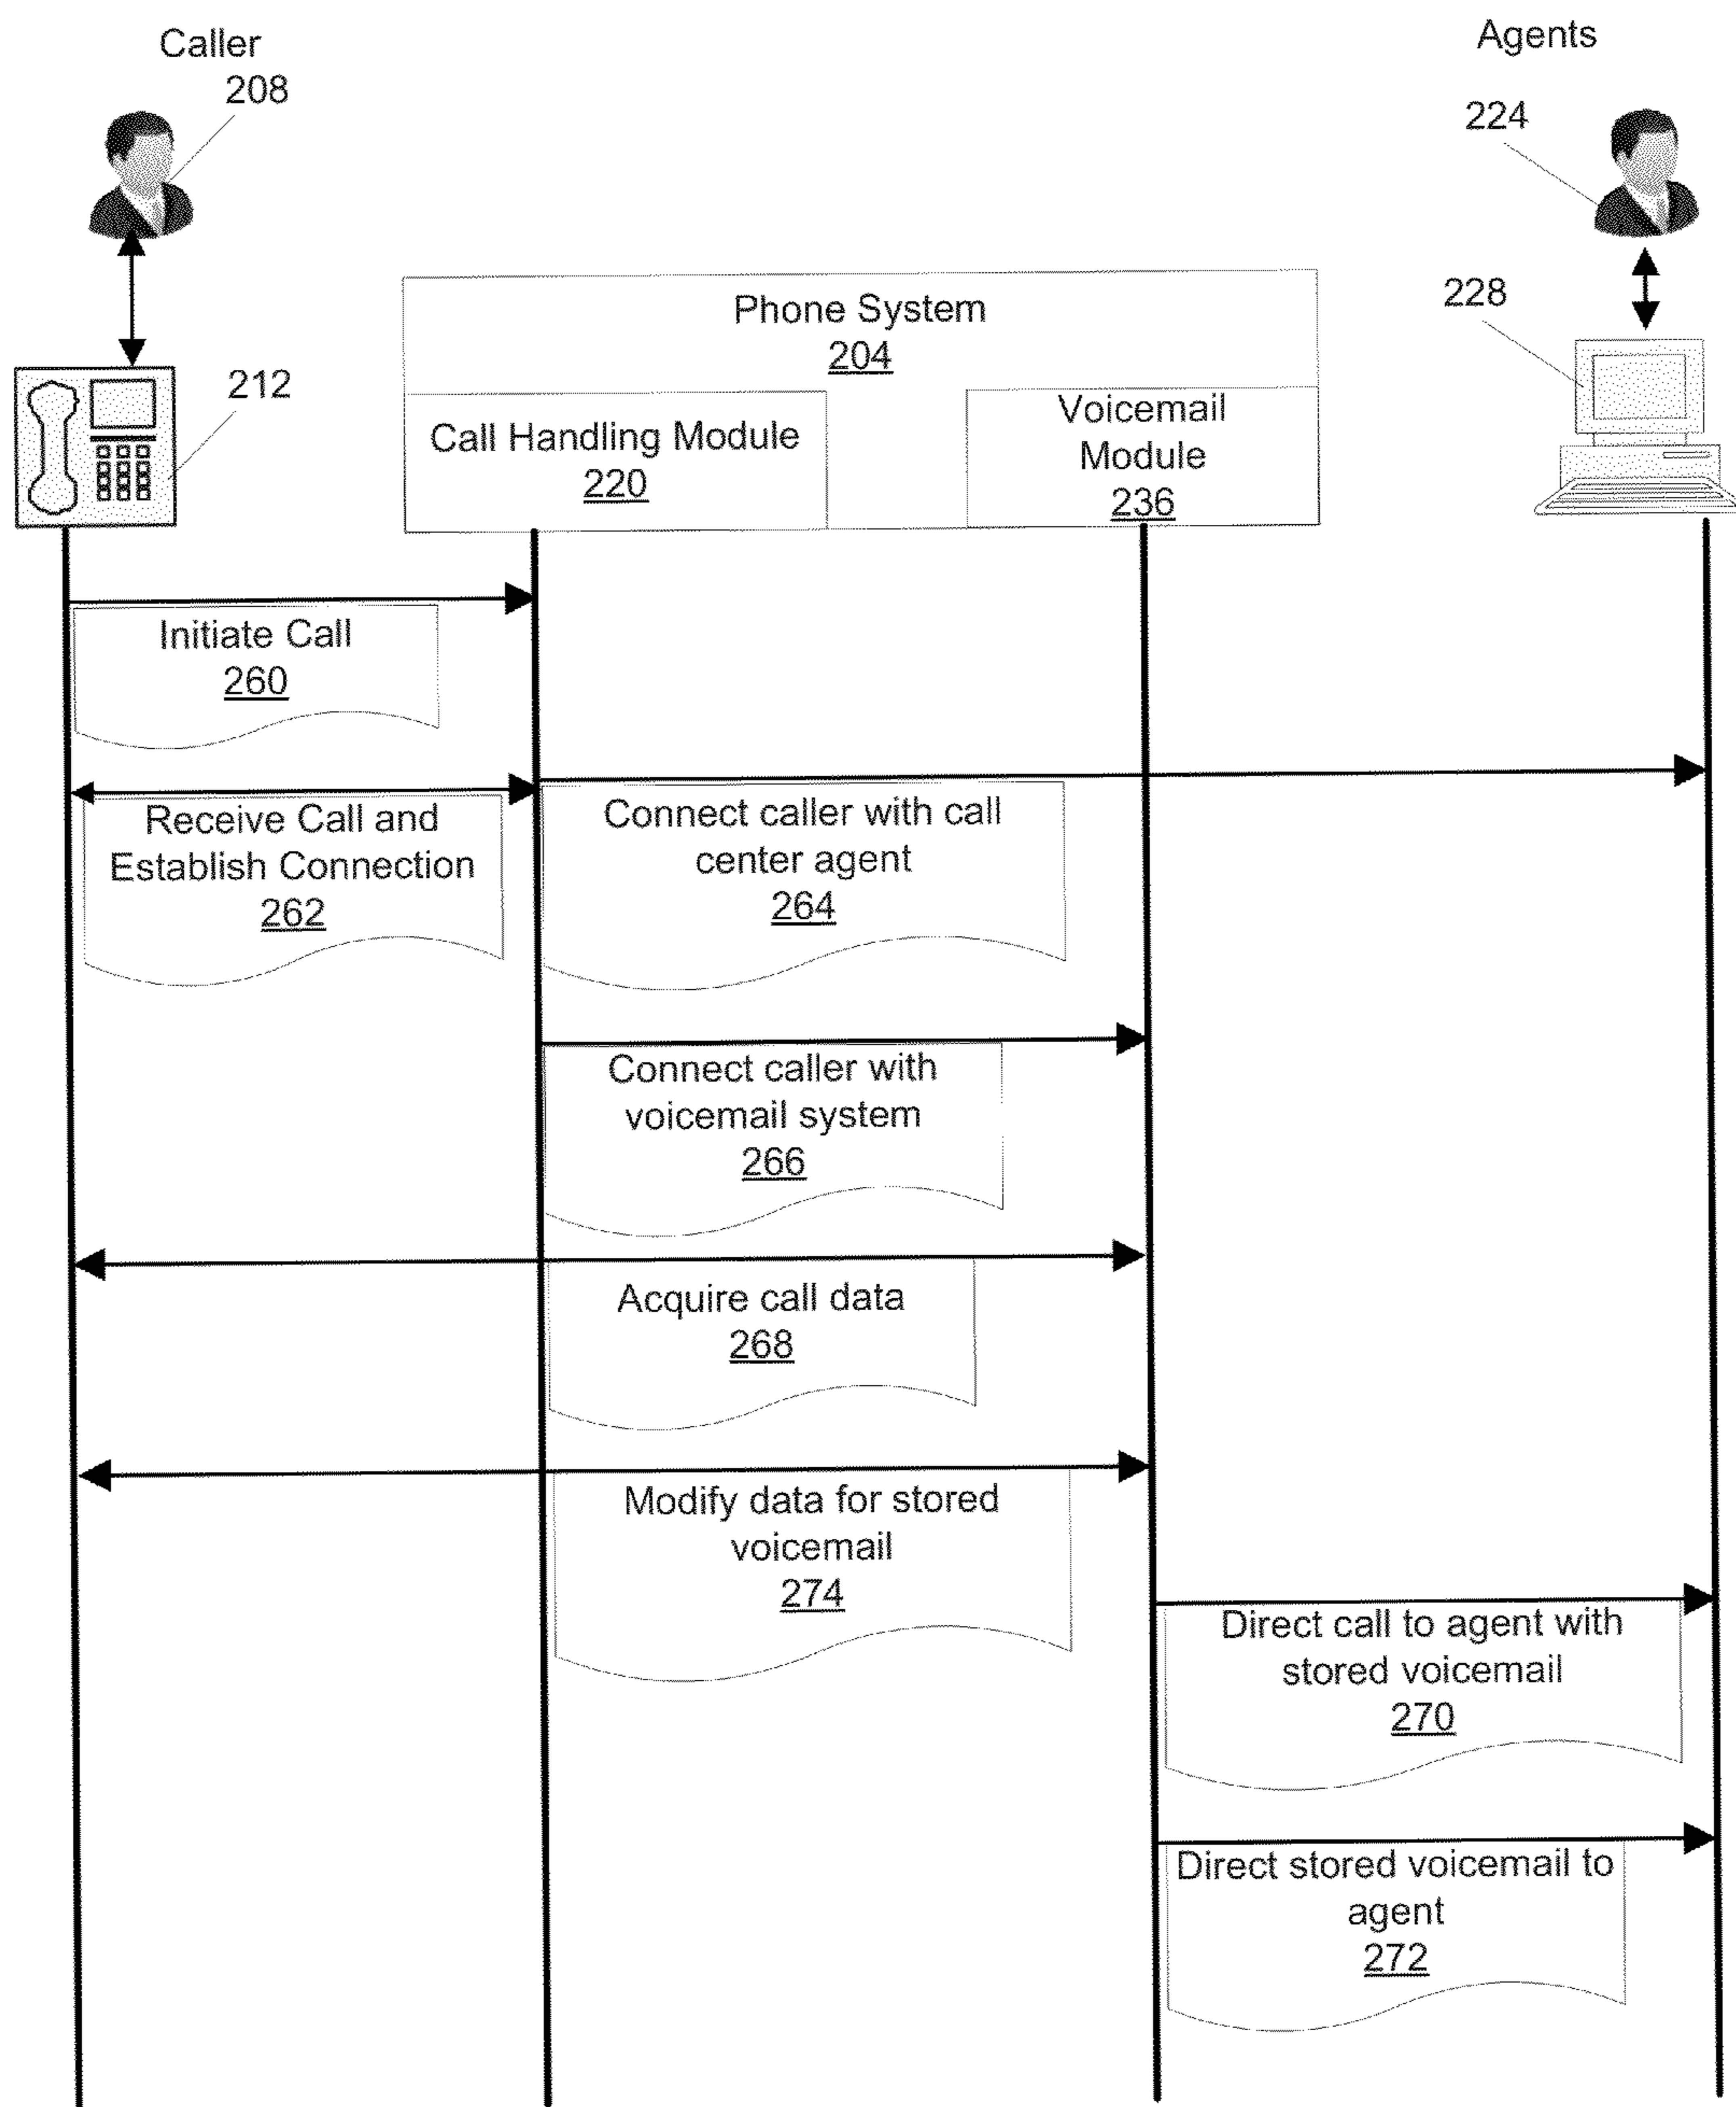 Caller
208
Agents
224
Phone System
204
228
212
Call Handling Module
220
Voicemail
Module
236
Initiate Call
260
Receive Call and
Establish Connection
262
Connect caller with call
center agent
264
Connect caller with
voicemail system
266
Acquire call data
268
Modify data for stored
voicemail
274
Direct call to agent with
stored voicemail
270
Direct stored voicemail to
agent
272